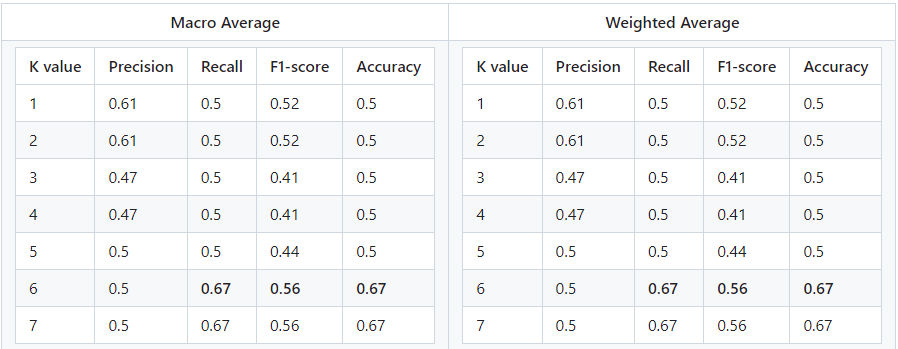 Macro Average Weighted Average
K value Precision Recall F1-score Accuracy K value Precision Recall F1-score Accuracy
1 0.61 0.5 0.52 0.5 1 0.61 0.5 0.52 0.5
2 0.61 0.5 0.52 0.5 2 0.61 0.5 0.52 0.5
3 0.47 0.5 0.41 0.5 3 0.47 0.5 0.41 0.5
4 0.47 0.5 0.41 0.5 4 0.47 0.5 0.41 0.5
5 0.5 0.5 0.44 0.5 5 0.5 0.5 0.44 0.5
6 0.5 0.67 0.56 0.67 6 0.5 0.67 0.56 0.67
7 0.5 0.67 0.56 0.67 7 0.5 0.67 0.56 0.67